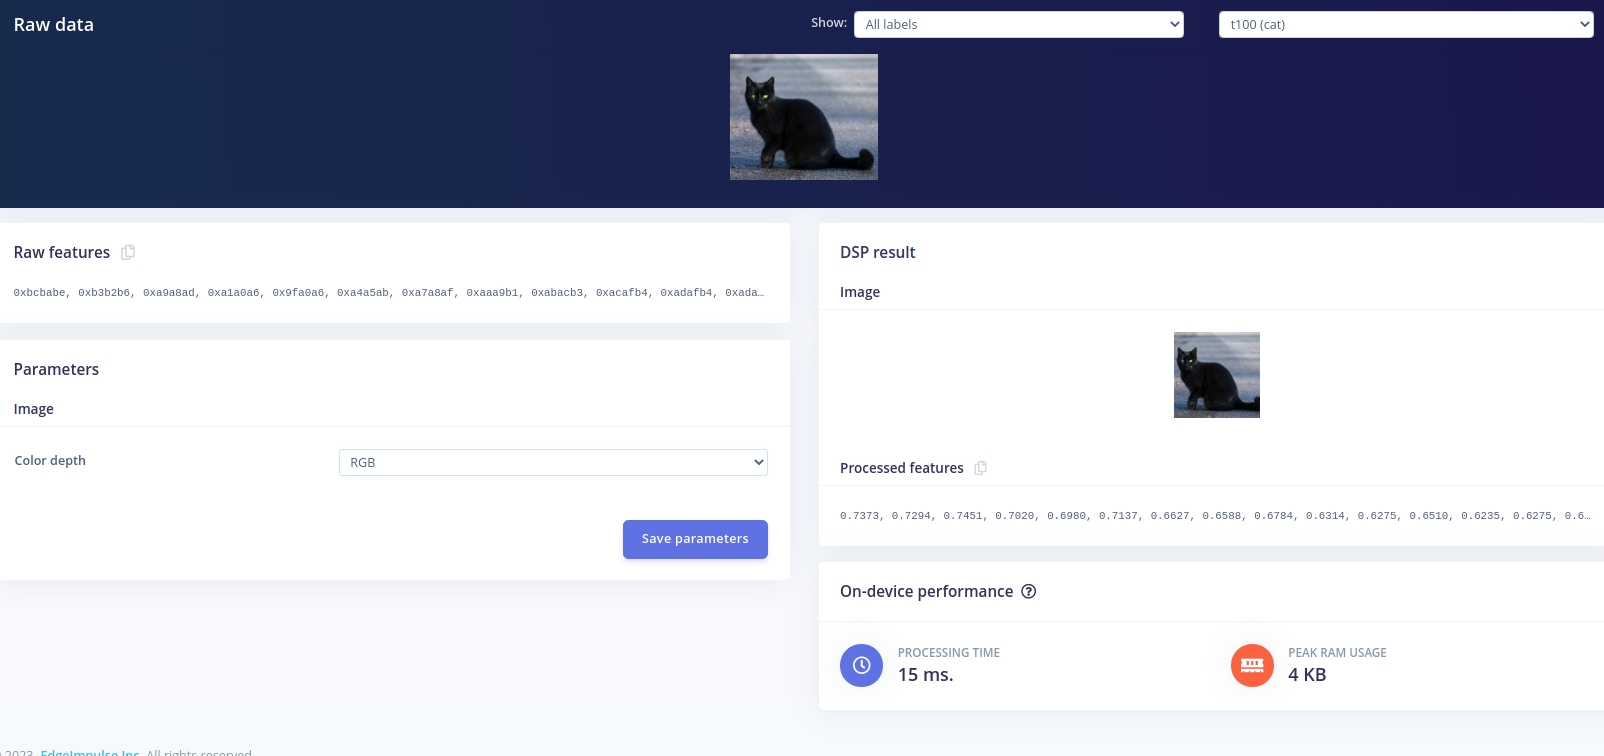 Raw data
Show:
All labels
t100 (cat)
Raw features
0xbcbabe, 0xb3b2b6, 0xa9a8ad, 0xa1a0a6, 0x9fa0a6, 0xa4a5ab, 0xa7a8af, 0xaaa9b1, 0xabacb3, 0xacafb4, 0xadafb4, 0xada…
Parameters
Image
Color depth
RGB
Save parameters
DSP result
Image
Processed features
0.7373, 0.7294, 0.7451, 0.7020, 0.6980, 0.7137, 0.6627, 0.6588, 0.6784, 0.6314, 0.6275, 0.6510, 0.6235, 0.6275, 0.6…
On-device performance
PROCESSING TIME
15 ms.
PEAK RAM USAGE
4 KB
2023 EdgeImpulse Inc. All rights reserved